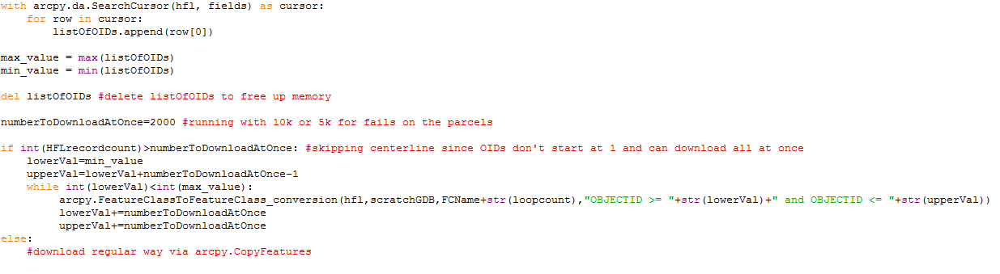 with arcpy.da.SearchCursor(hfl, fields) as cursor:
    for row in cursor:
        listOfOIDs.append(row[0])

max_value = max(listOfOIDs)
min_value = min(listOfOIDs)

del listOfOIDs #delete listOfOIDs to free up memory

numberToDownloadAtOnce=2000 #running with 10k or 5k for fails on the parcels

if int(HFLrecordcount)>numberToDownloadAtOnce: #skipping centerline since OIDs don't start at 1 and can download all at once
    lowerVal=min_value
    upperVal=lowerVal+numberToDownloadAtOnce-1
    while int(lowerVal)<int(max_value):
         arcpy.FeatureClassToFeatureClass_conversion(hfl,scratchGDB,FCName+str(loopcount),"OBJECTID >= "+str(lowerVal)+" and OBJECTID <= "+str(upperVal))
         lowerVal+=numberToDownloadAtOnce
         upperVal+=numberToDownloadAtOnce
else:
    #download regular way via arcpy.CopyFeatures